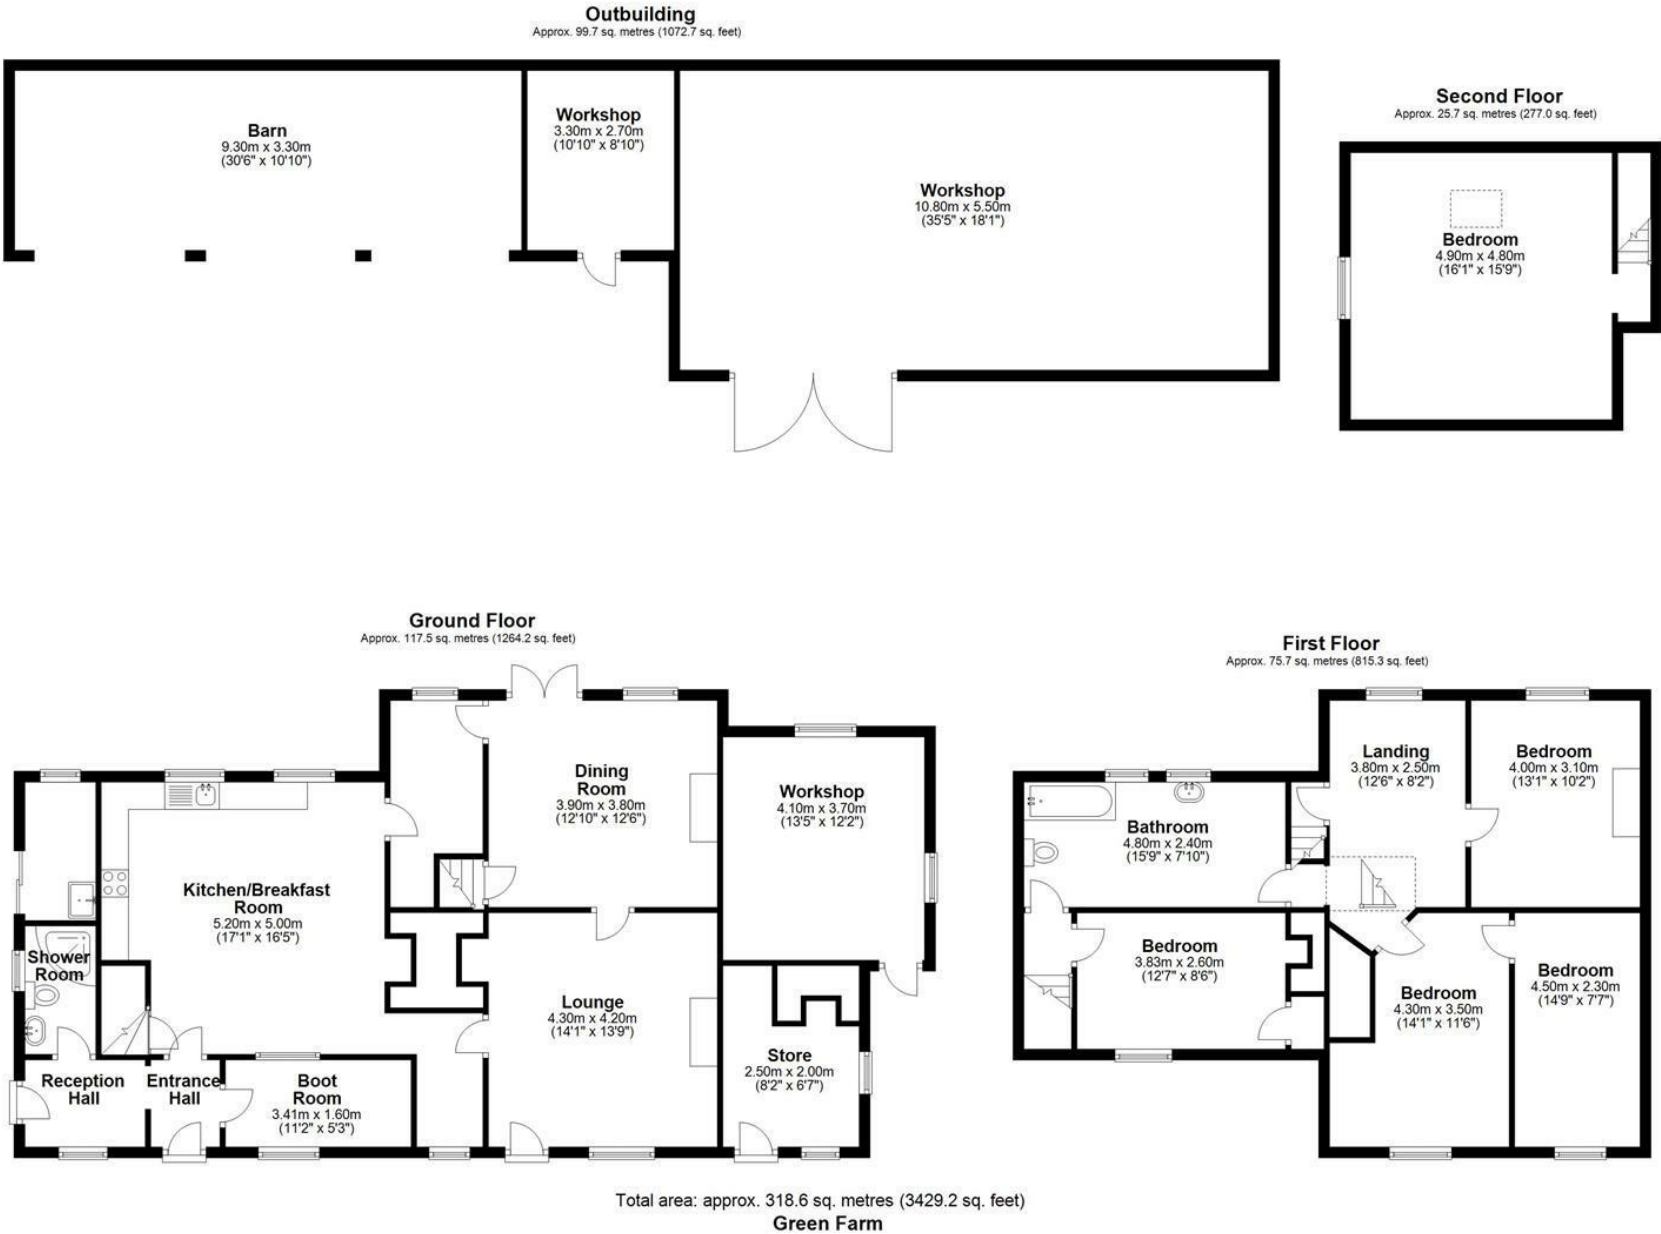 Outbuilding
Approx. 99.7 sq. metres (1072.7 sq. feet)
Barn
9.30m x 3.30m
(30'6" x 10'10")
Workshop
3.30m x 2.70m
(10'10" x 8'10")
Workshop
10.80m x 5.50m
(35'5" x 18'1")
Second Floor
Approx. 25.7 sq. metres (277.0 sq. feet)
Bedroom
4.90m x 4.80m
(16'1" x 15'9")
Ground Floor
Approx. 117.5 sq. metres (1264.2 sq. feet)
Dining
Room
3.90m x 3.80m
(12'10" x 12'6")
Workshop
4.10m x 3.70m
(13'5" x 12'2")
Kitchen/Breakfast
Room
5.20m x 5.00m
(17'1" x 16'5")
Shower
Room
Lounge
4.30m x 4.20m
(14'1" x 13'9")
Store
2.50m x 2.00m
(8'2" x 6'7")
Reception
Hall
Entrance
Hall
Boot
Room
3.41m x 1.60m
(11'2" x 5'3")
First Floor
Approx. 75.7 sq. metres (815.3 sq. feet)
Landing
3.80m x 2.50m
(12'6" x 8'2")
Bedroom
4.00m x 3.10m
(13'1" x 10'2")
Bathroom
4.80m x 2.40m
(15'9" x 7'10")
Bedroom
3.83m x 2.60m
(12'7" x 8'6")
Bedroom
4.30m x 3.50m
(14'1" x 11'6")
Bedroom
4.50m x 2.30m
(14'9" x 7'7")
Total area: approx. 318.6 sq. metres (3429.2 sq. feet)
Green Farm